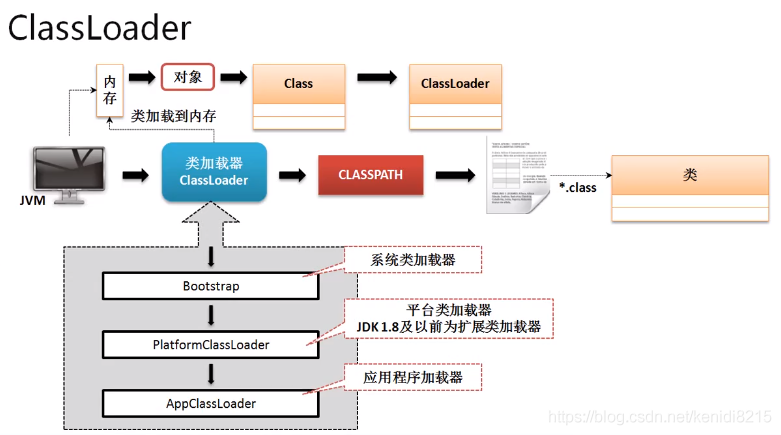 ClassLoader
内
存
对象
Class
ClassLoader
类加载到内存
JVM
类加载器
ClassLoader
CLASSPATH
*.class
类
Bootstrap
系统类加载器
PlatformClassLoader
平台类加载器
JDK 1.8及以前为扩展类加载器
AppClassLoader
应用程序加载器
https://blog.csdn.net/kenidi8215